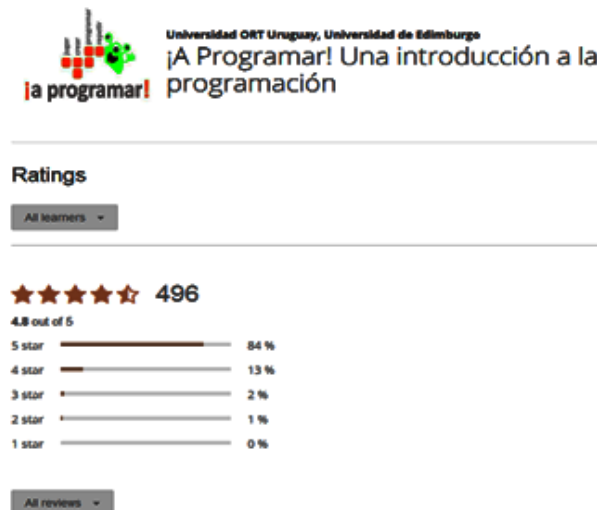 Universidad ORT Uruguay, Universidad de Edimburgo
¡A Programar! Una introducción a la
programación
¡a programar!
Ratings
All learners
496
4.8 out of 5
5 star 84 %
4 star 13 %
3 star 2 %
2 star 1 %
1 star 0 %
All reviews